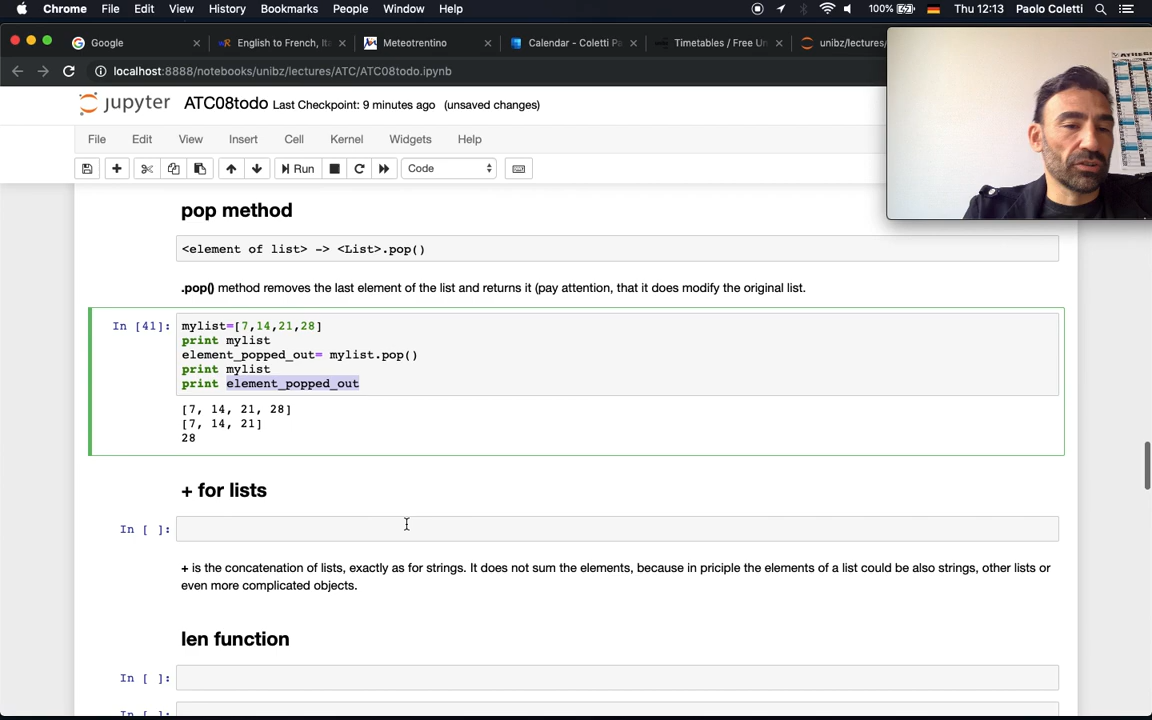 Chrome File Edit View History Bookmarks People Window Help 100% Thu 12:13 Paolo Coletti
Google English to French, Ita Meteotrentino Calendar - Coletti Pa Timetables / Free Un unibz/lectures/
localhost:8888/notebooks/unibz/lectures/ATC/ATC08todo.ipynb
jupyter ATC08todo Last Checkpoint: 9 minutes ago (unsaved changes)
File Edit View Insert Cell Kernel Widgets Help
Run Code
pop method
<element of list> -> <List>.pop()
.pop() method removes the last element of the list and returns it (pay attention, that it does modify the original list.
In [41]: mylist=[7,14,21,28]
print mylist
element_popped_out= mylist.pop()
print mylist
print element_popped_out
[7, 14, 21, 28]
[7, 14, 21]
28
+ for lists
In [ ]:
+ is the concatenation of lists, exactly as for strings. It does not sum the elements, because in priciple the elements of a list could be also strings, other lists or
even more complicated objects.
len function
In [ ]:
In [ ]: